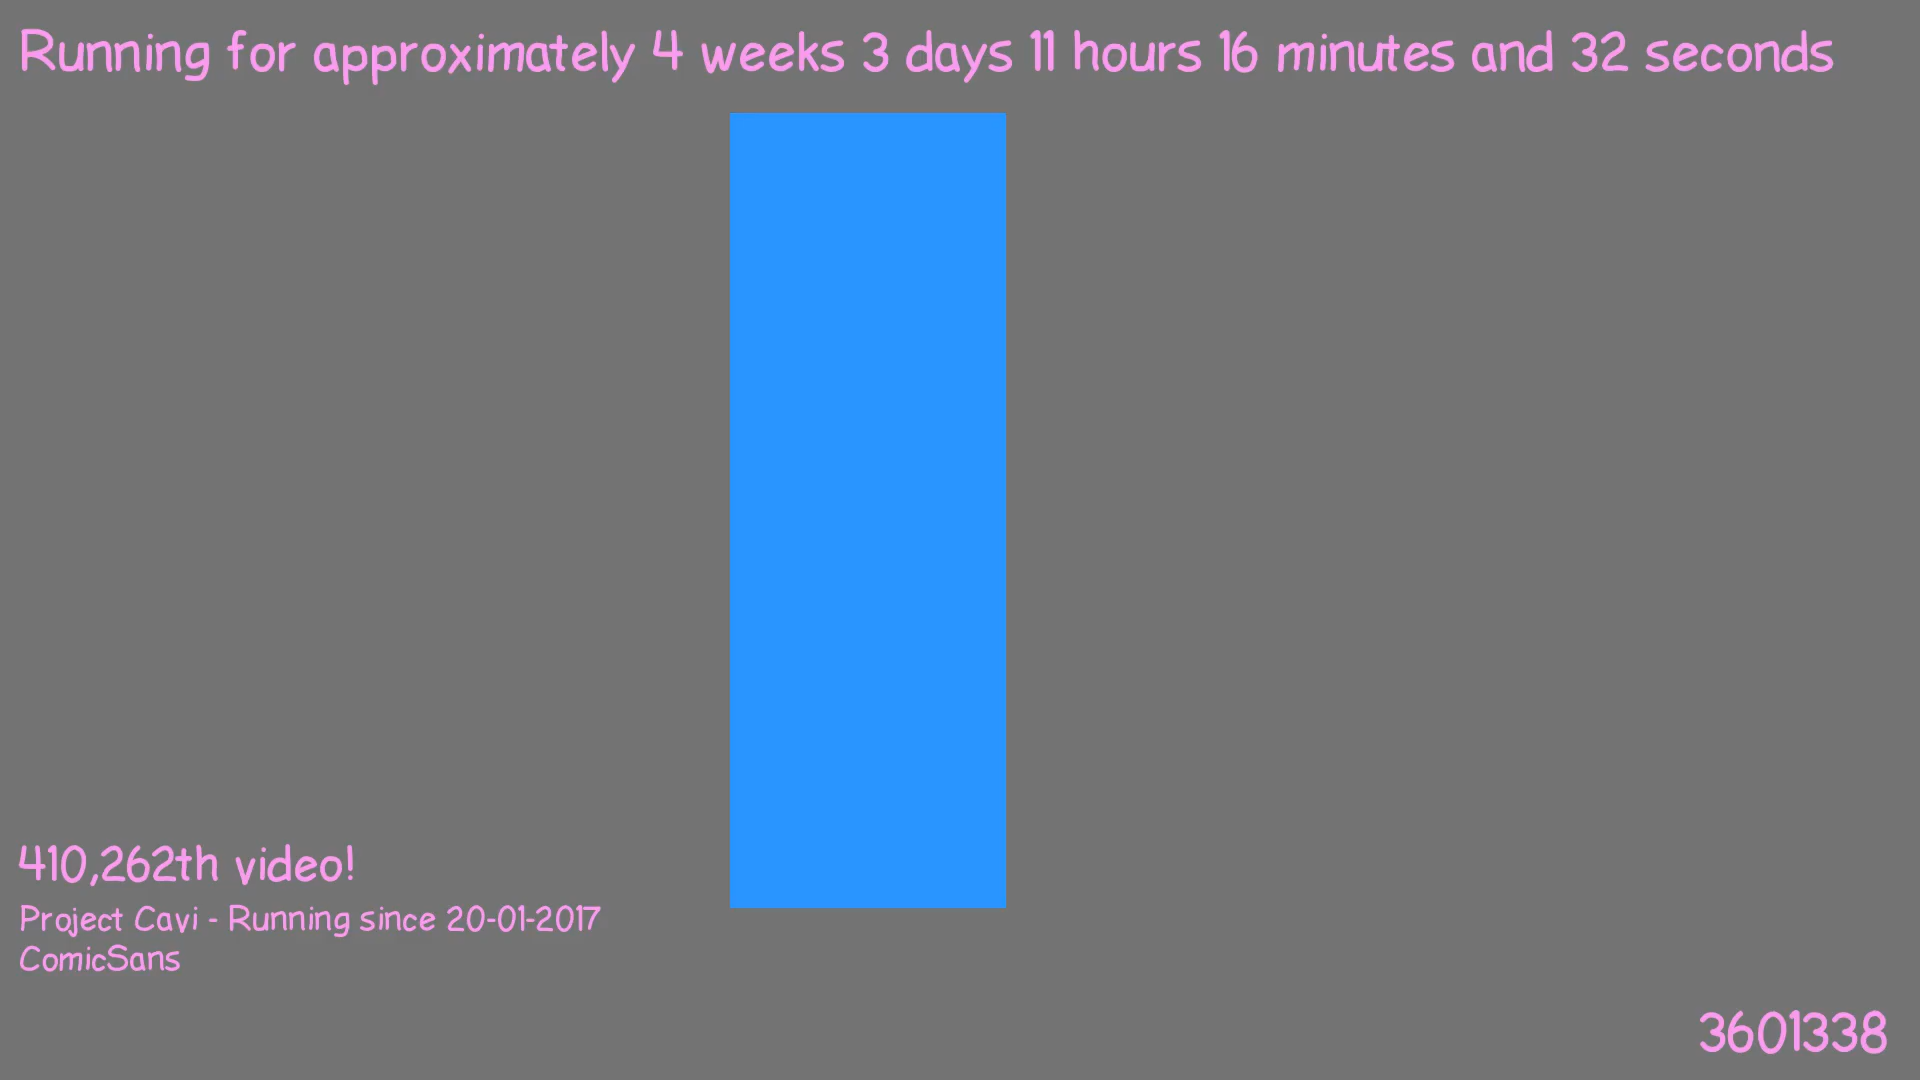 Running for approximately 4 weeks 3 days 11 hours 16 minutes and 32 seconds
410,262th video!
Project Cavi - Running since 20-01-2017
ComicSans
3601338